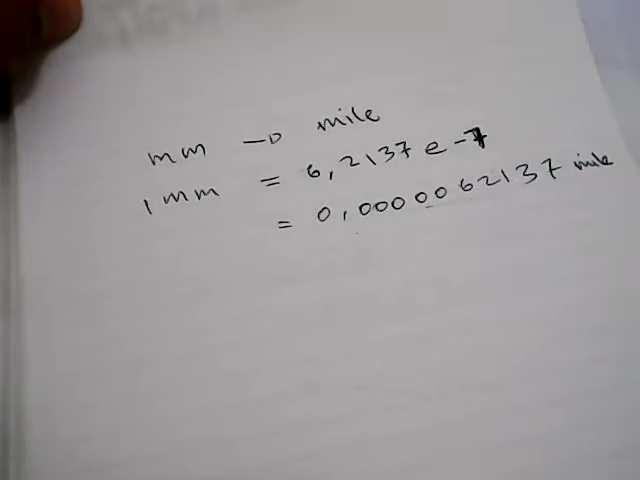 mm → mile
1 mm = 6,2137 e-7
= 0,00000062137 mile